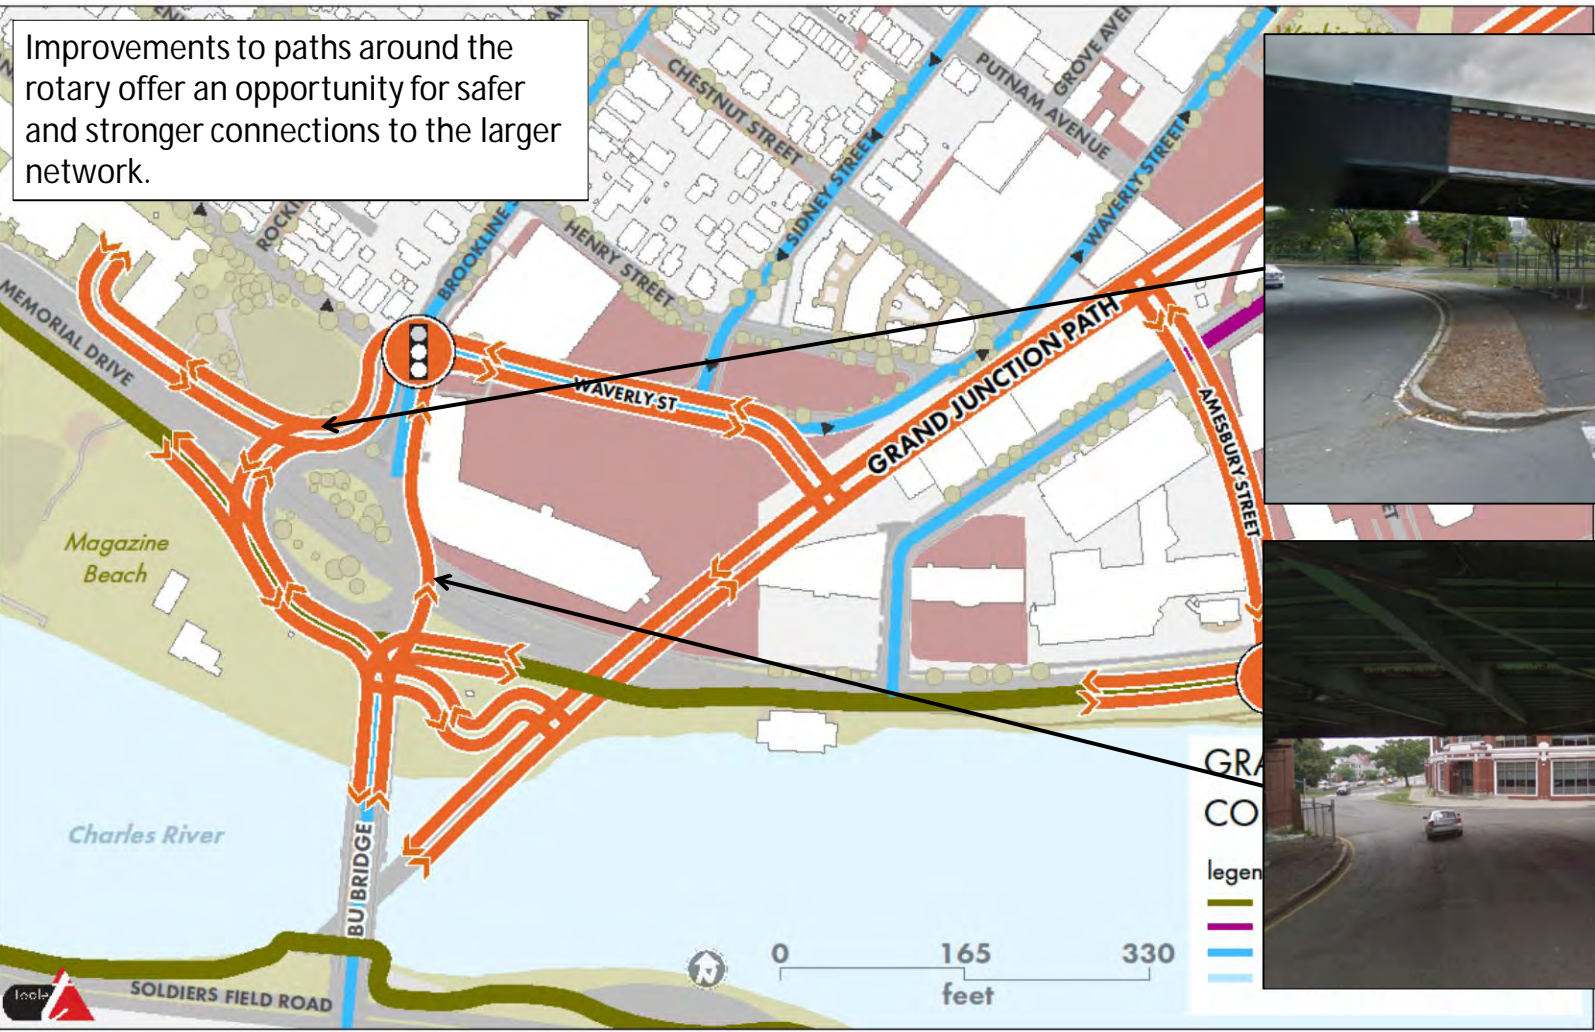 Improvements to paths around the
rotary offer an opportunity for safer
and stronger connections to the larger
network.
CHESTNUT STREET
PUTNAM AVENUE
GROVE AVE
SIDNEY STREET
WAVERLY STREET
BROOKLINE
HENRY STREET
MEMORIAL DRIVE
WAVERLY ST
GRAND JUNCTION PATH
AMESBURY STREET
ET
Magazine
Beach
Charles River
BU BRIDGE
SOLDIERS FIELD ROAD
0 165 330
feet
GRA
CO
legen